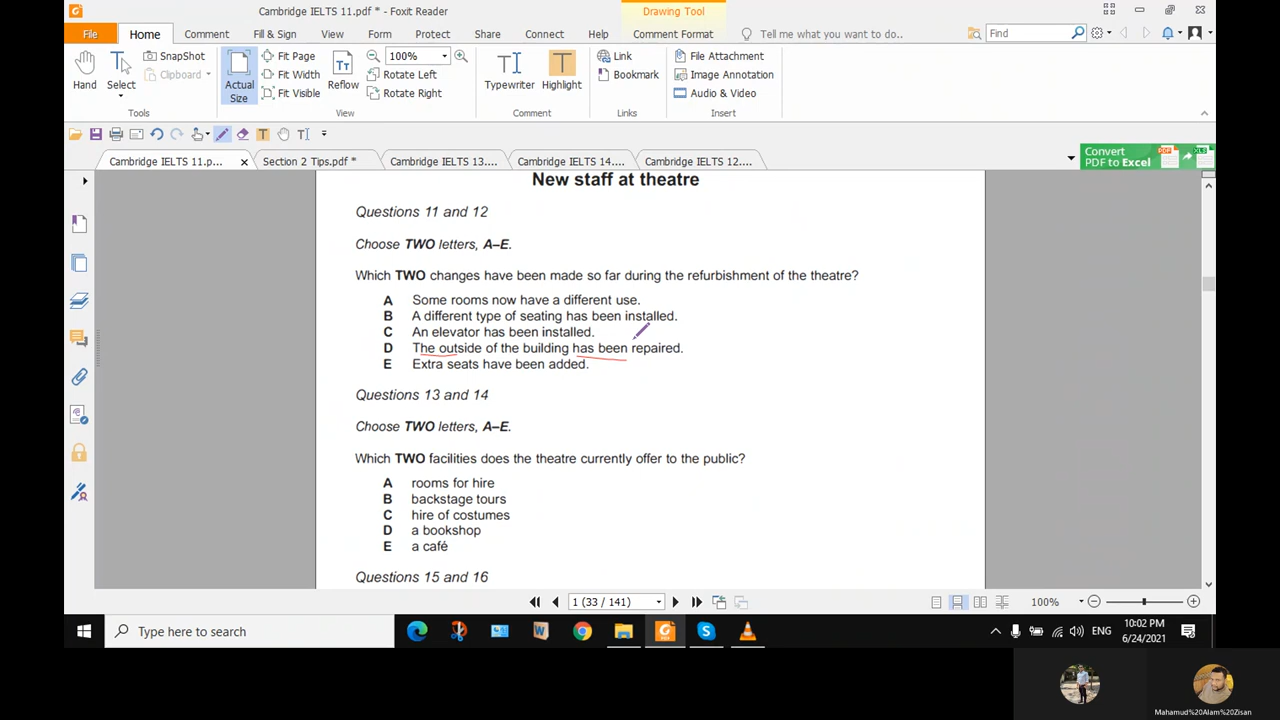 Cambridge IELTS 11.pdf * - Foxit Reader
Drawing Tool
File Home Comment Fill & Sign View Form Protect Share Connect Help Comment Format Tell me what you want to do.. Find
Hand
Select
SnapShot
Clipboard
Tools
Actual
Size
Fit Page
Fit Width
Fit Visible
Reflow
100%
Rotate Left
Rotate Right
View
Typewriter
Highlight
Comment
Link
Bookmark
Links
File Attachment
Image Annotation
Audio & Video
Insert
Cambridge IELTS 11.p... Section 2 Tips.pdf * Cambridge IELTS 13.... Cambridge IELTS 14.... Cambridge IELTS 12....
Convert
PDF to Excel
New staff at theatre
Questions 11 and 12
Choose TWO letters, A–E.
Which TWO changes have been made so far during the refurbishment of the theatre?
A Some rooms now have a different use.
B A different type of seating has been installed.
C An elevator has been installed.
D The outside of the building has been repaired.
E Extra seats have been added.
Questions 13 and 14
Choose TWO letters, A–E.
Which TWO facilities does the theatre currently offer to the public?
A rooms for hire
B backstage tours
C hire of costumes
D a bookshop
E a café
Questions 15 and 16
1 (33 / 141) 100%
Type here to search
ENG
10:02 PM
6/24/2021
Mahamud%20Alam%20Zisan